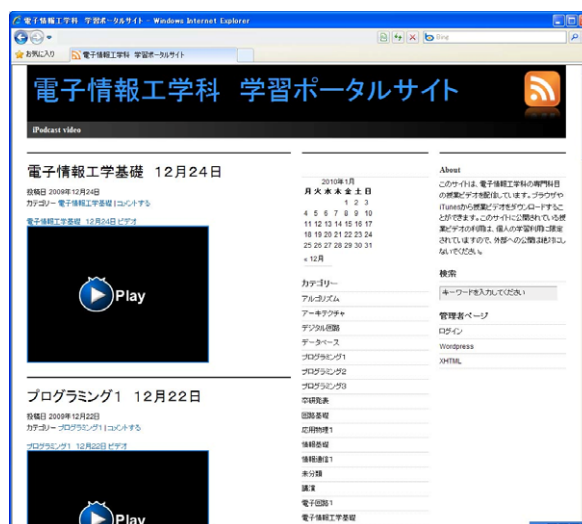 電子情報工学科 学習ポータルサイト - Windows Internet Explorer
Bing
お気に入り
電子情報工学科 学習ポータルサイト
電子情報工学科 学習ポータルサイト
iPodcast video
電子情報工学基礎 12月24日
投稿日 2009年12月24日
カテゴリー 電子情報工学基礎 | コメントする
電子情報工学基礎 12月24日 ビデオ
Play
プログラミング1 12月22日
投稿日 2009年12月22日
カテゴリー プログラミング1 | コメントする
プログラミング1 12月22日 ビデオ
Play
2010年1月
月 火 水 木 金 土 日
1 2 3
4 5 6 7 8 9 10
11 12 13 14 15 16 17
18 19 20 21 22 23 24
25 26 27 28 29 30 31
« 12月
カテゴリー
アルゴリズム
アーキテクチャ
デジタル回路
データベース
プログラミング1
プログラミング2
プログラミング3
卒研発表
回路基礎
応用物理1
情報基礎
情報通信1
未分類
講演
電子回路1
電子情報工学基礎
About
このサイトは、電子情報工学科の専門科目
の授業ビデオを配信しています。ブラウザや
iTunesから授業ビデオをダウンロードするこ
とができます。このサイトに公開されている授
業ビデオの利用は、個人の学習利用に限定
されていますので、外部への公開は絶対にし
ないでください。
検索
キーワードを入力してください
管理者ページ
ログイン
Wordpress
XHTML